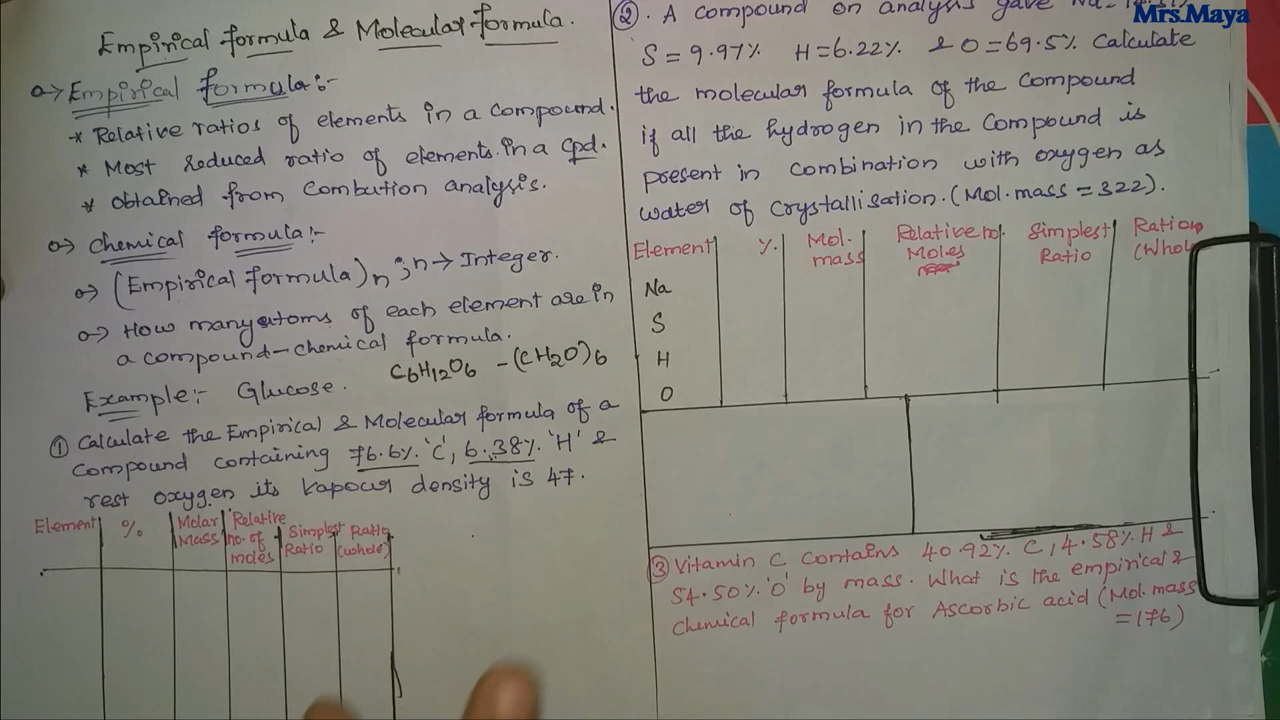 Empirical formula & Molecular formula.
Empirical formula:-
* Relative ratios of elements in a compound.
* Most reduced ratio of elements in a cpd.
* Obtained from Combution analysis.
Chemical formula:-
(Empirical formula)n ; n → Integer.
How many atoms of each element are in
a compound - chemical formula.
Example:- Glucose. C6H12O6 - (CH2O)6
① Calculate the Empirical & Molecular formula of a
compound containing 76.6% 'C', 6.38% 'H' &
rest oxygen its vapour density is 47.
Element % Molar Mass Relative no. of moles Simplest Ratio Ratio (whole)
Mrs.Maya
②. A compound on analysis gave Na=
S = 9.97% H = 6.22% & O = 69.5% Calculate
the molecular formula of the compound
if all the hydrogen in the compound is
present in combination with oxygen as
water of crystallisation. (Mol. mass = 322).
Element %. Mol. mass Relative no. Moles Simplest Ratio Ratio (Whol
Na
S
H
O
③ Vitamin C contains 40.92% C, 4.58% H &
54.50% 'O' by mass. What is the empirical &
chemical formula for Ascorbic acid (Mol. mass
= 176)